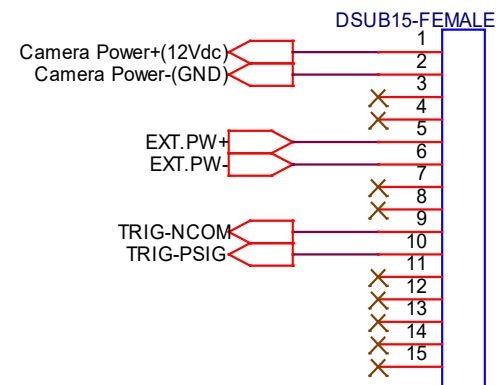 DSUB15-FEMALE
1
Camera Power+(12Vdc)
2
Camera Power-(GND)
3
4
5
EXT.PW+
6
EXT.PW-
7
8
9
TRIG-NCOM
10
TRIG-PSIG
11
12
13
14
15